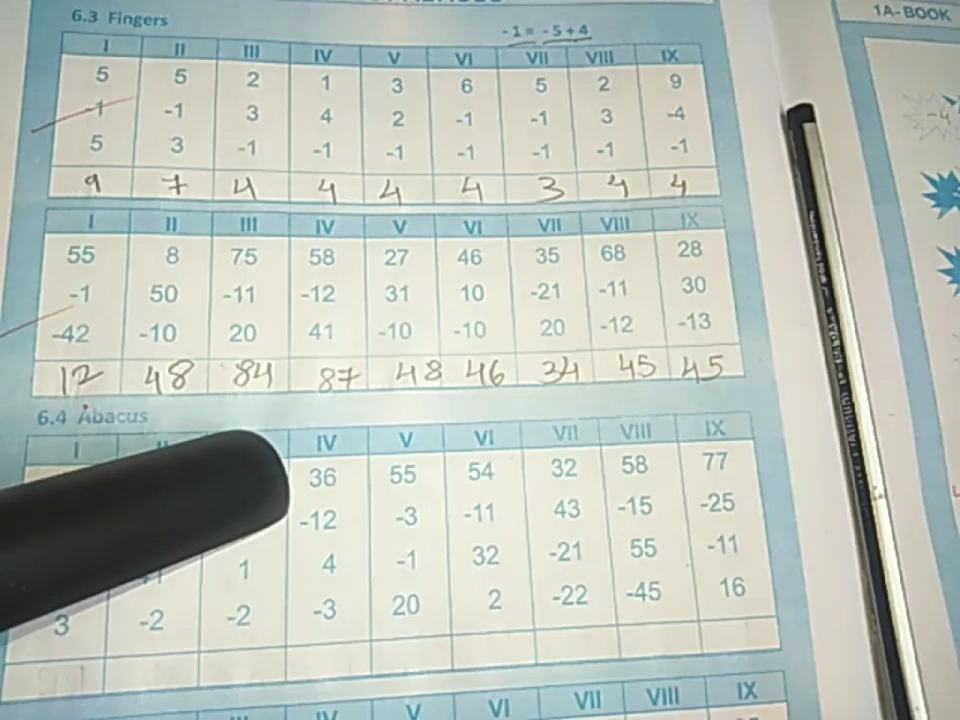 1A-BOOK
6.3 Fingers
-1 = -5+4
I II III IV V VI VII VIII IX
5 5 2 1 3 6 5 2 9
-1 -1 3 4 2 -1 -1 3 -4
5 3 -1 -1 -1 -1 -1 -1 -1
9 7 4 4 4 4 3 4 4
I II III IV V VI VII VIII IX
55 8 75 58 27 46 35 68 28
-1 50 -11 -12 31 10 -21 -11 30
-42 -10 20 41 -10 -10 20 -12 -13
12 48 84 87 48 46 34 45 45
6.4 Abacus
I IV V VI VII VIII IX
36 55 54 32 58 77
-12 -3 -11 43 -15 -25
1 4 -1 32 -21 55 -11
3 -2 -2 -3 20 2 -22 -45 16
III IV V VI VII VIII IX